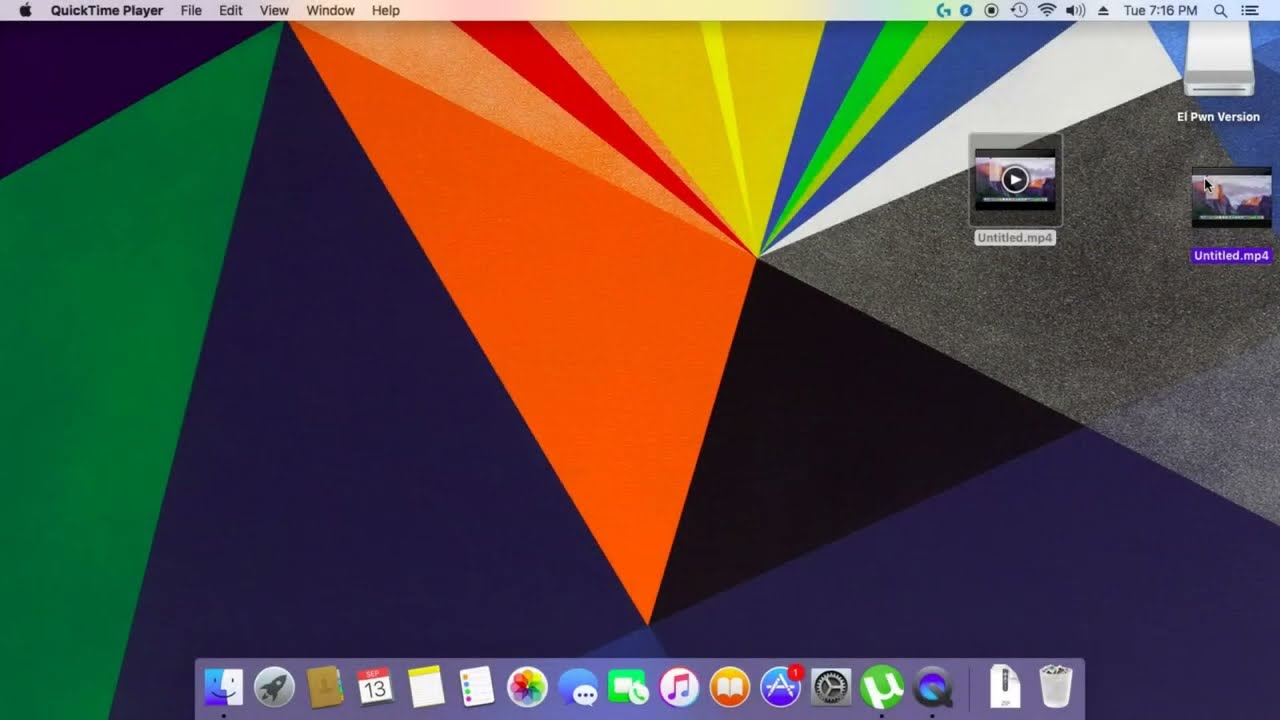 QuickTime Player File Edit View Window Help Tue 7:16 PM
El Pwn Version
Untitled.mp4
Untitled.mp4
SEP
13
1
ZIP